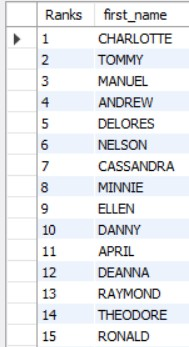 Ranks first_name
1 CHARLOTTE
2 TOMMY
3 MANUEL
4 ANDREW
5 DELORES
6 NELSON
7 CASSANDRA
8 MINNIE
9 ELLEN
10 DANNY
11 APRIL
12 DEANNA
13 RAYMOND
14 THEODORE
15 RONALD